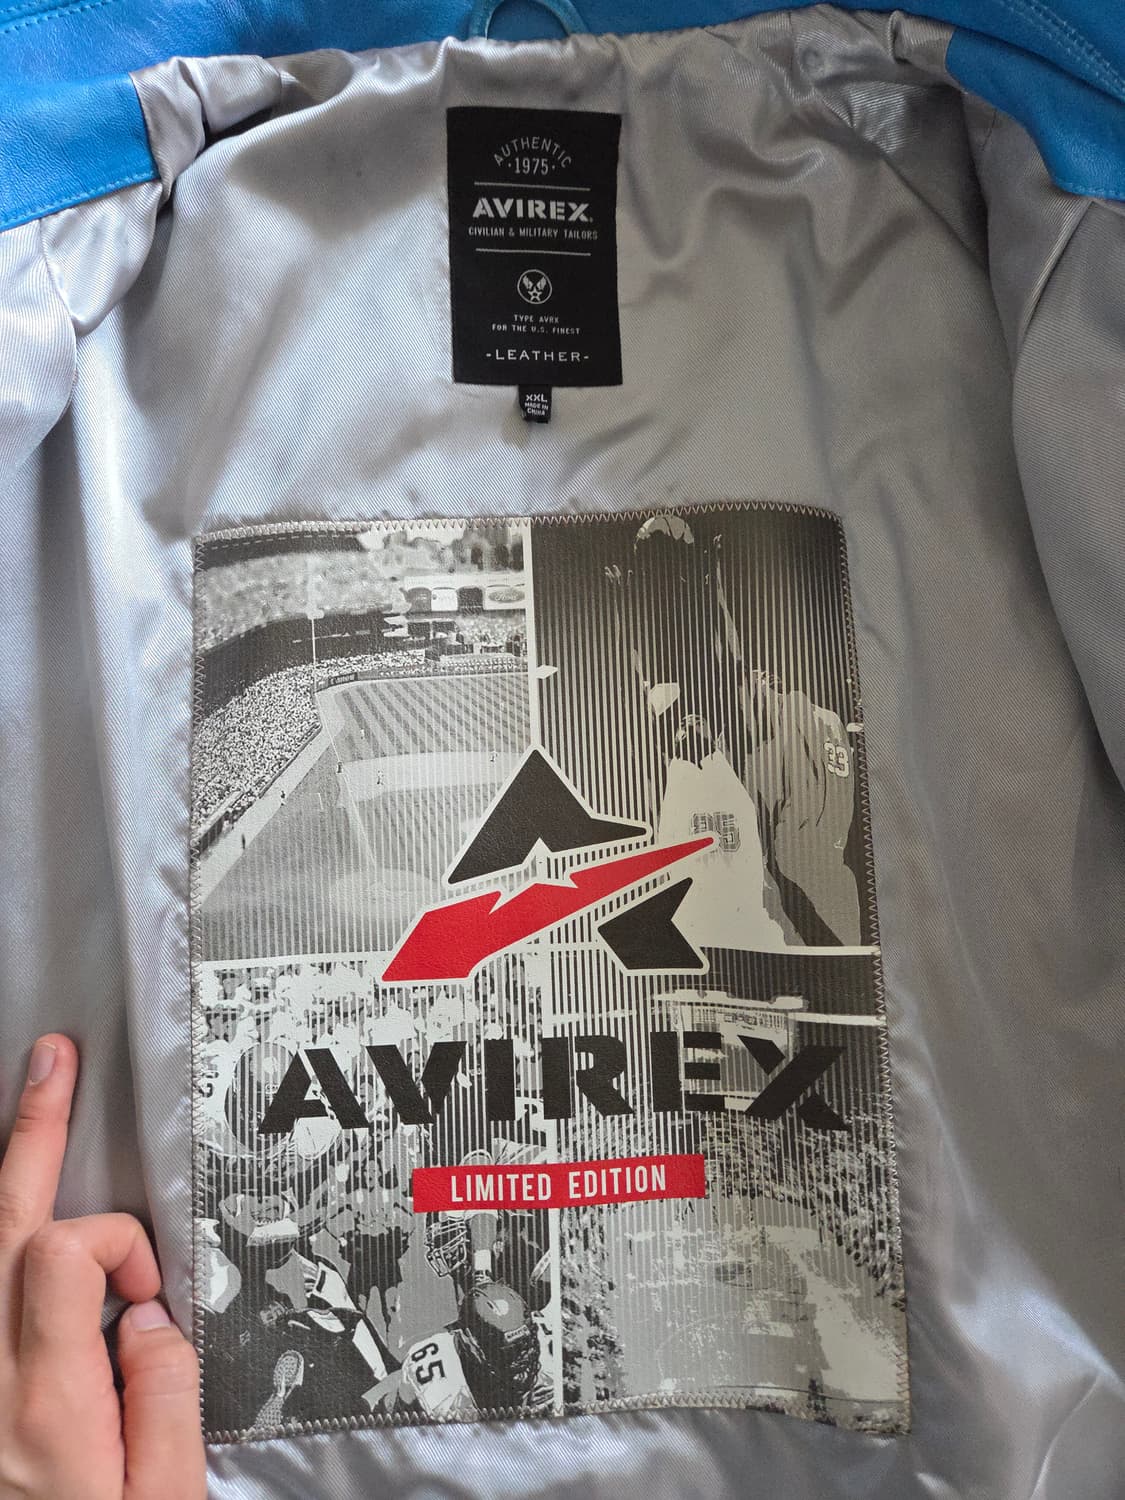 AUTHENTIC
·1975·
AVIREX
CIVILIAN & MILITARY TAILORS
TYPE AVRX
FOR THE U.S. FINEST
-LEATHER-
XXL
MADE IN
CHINA
33
AVIREX
LIMITED EDITION
65